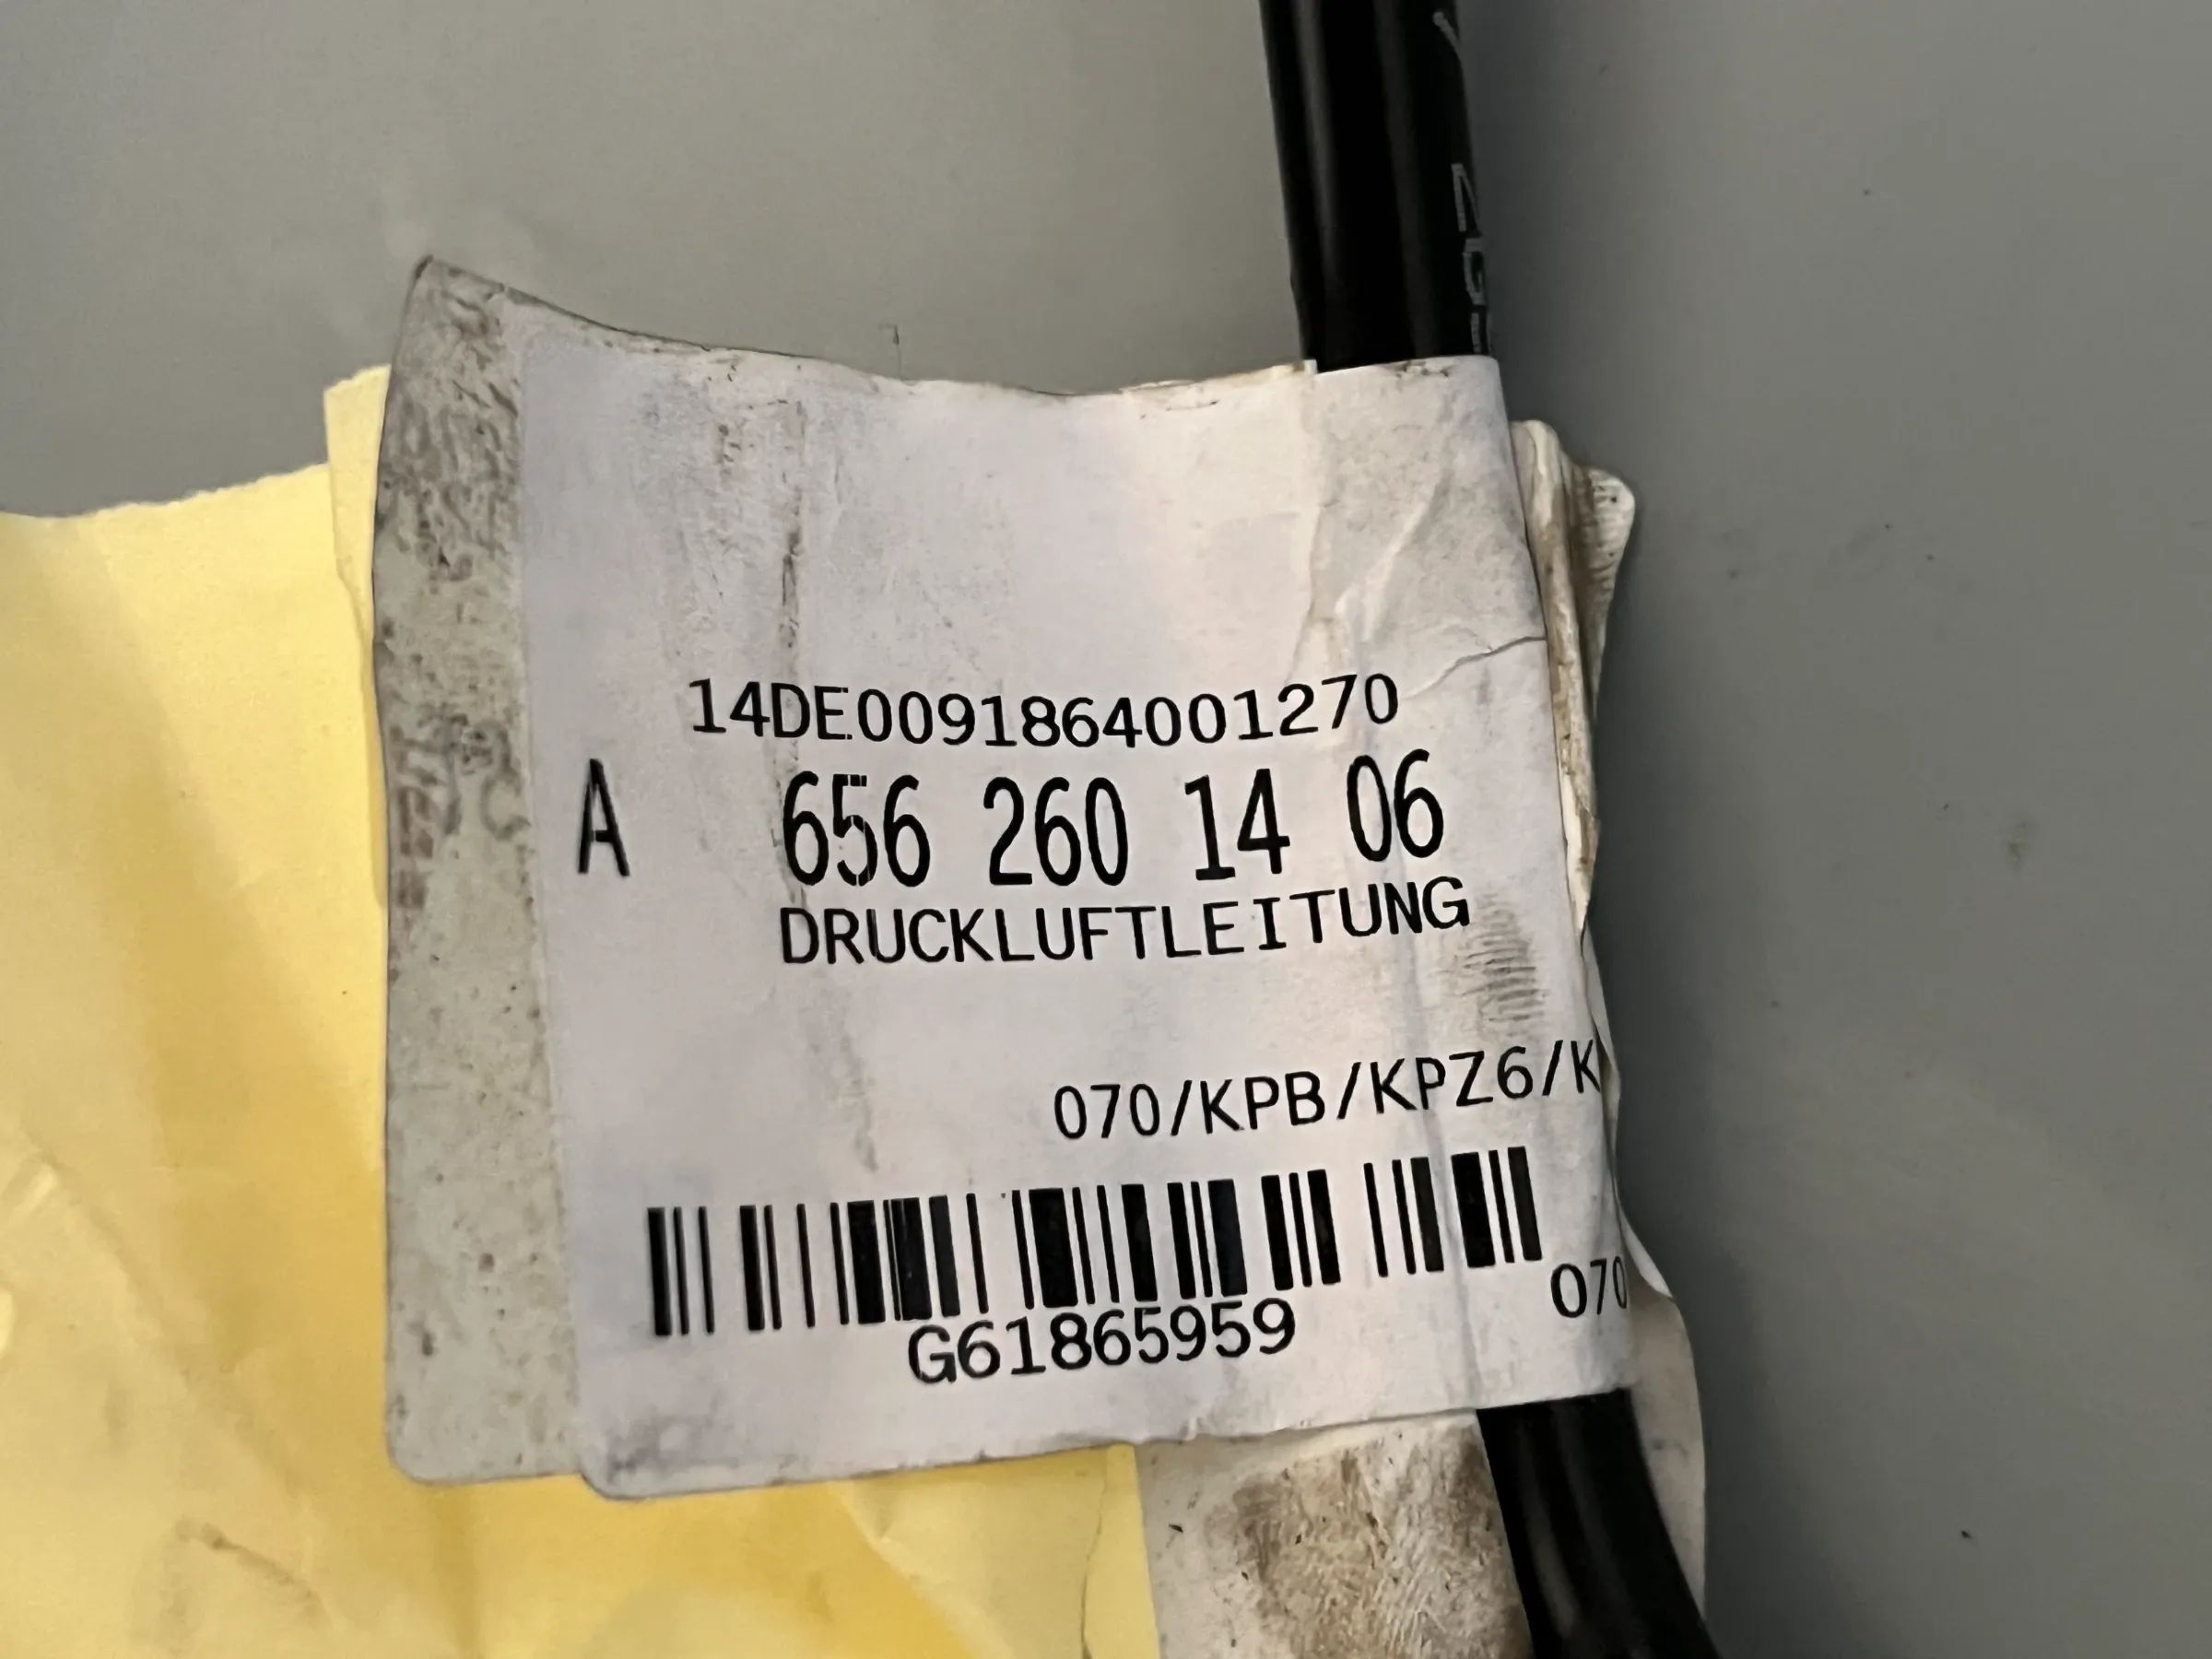 14DE0091864001270
A 656 260 14 06
DRUCKLUFTLEITUNG
070/KPB/KPZ6/K
G61865959
070